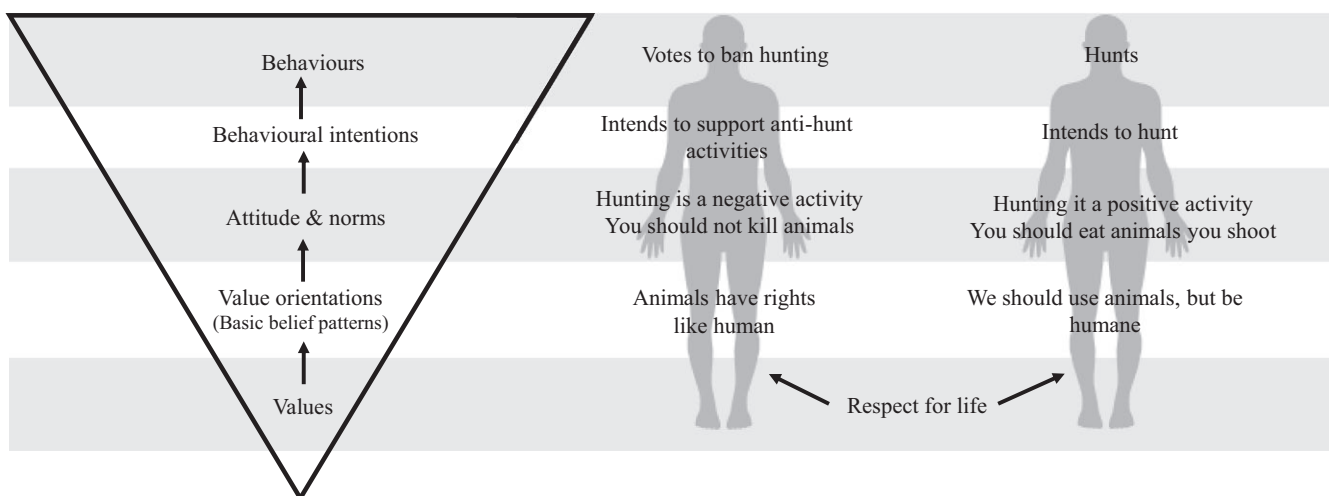 Behaviours
Votes to ban hunting
Hunts
Behavioural intentions
Intends to support anti-hunt
activities
Intends to hunt
Attitude & norms
Hunting is a negative activity
You should not kill animals
Hunting it a positive activity
You should eat animals you shoot
Value orientations
(Basic belief patterns)
Animals have rights
like human
We should use animals, but be
humane
Values
Respect for life